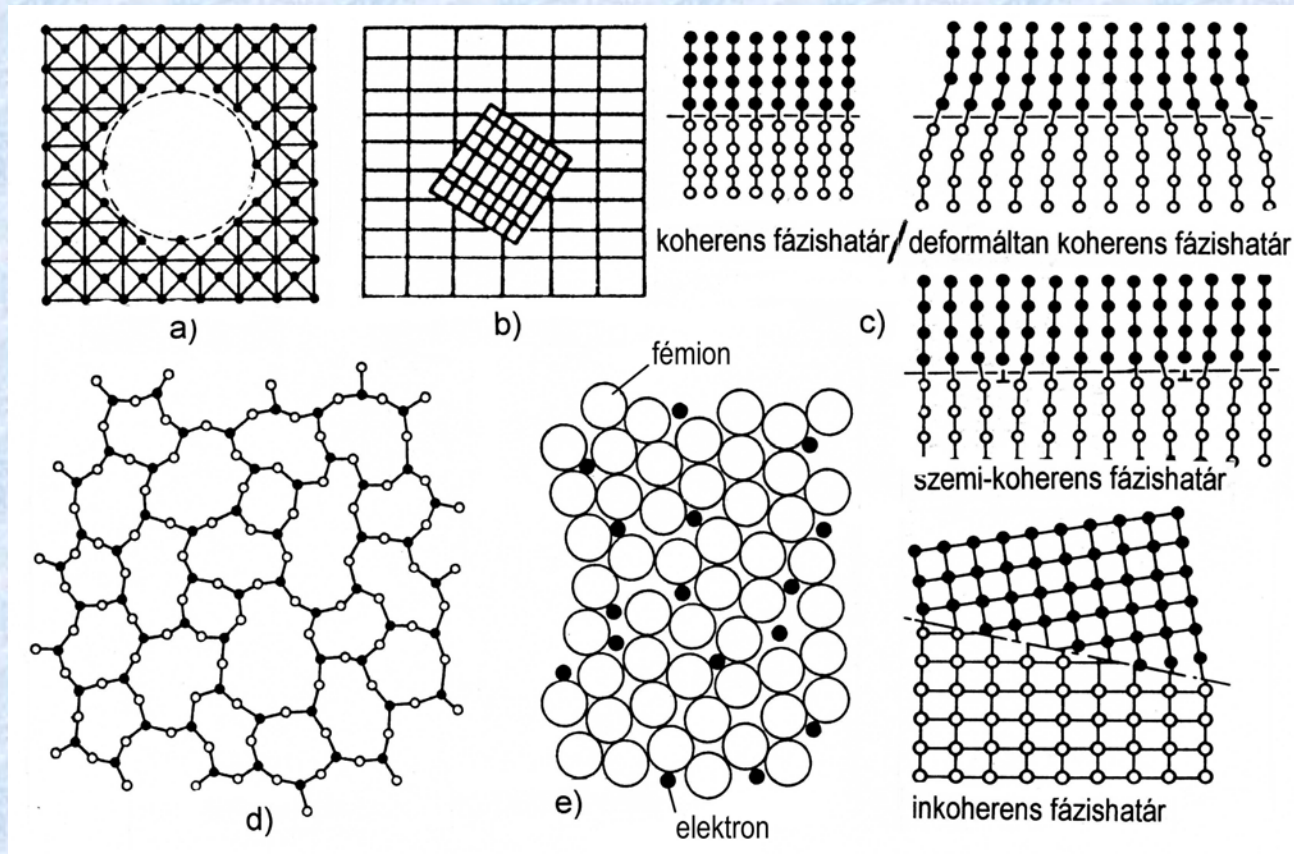 a)
b)
koherens fázishatár / deformáltan koherens fázishatár
c)
fémion
szemi-koherens fázishatár
d)
e)
elektron
inkoherens fázishatár